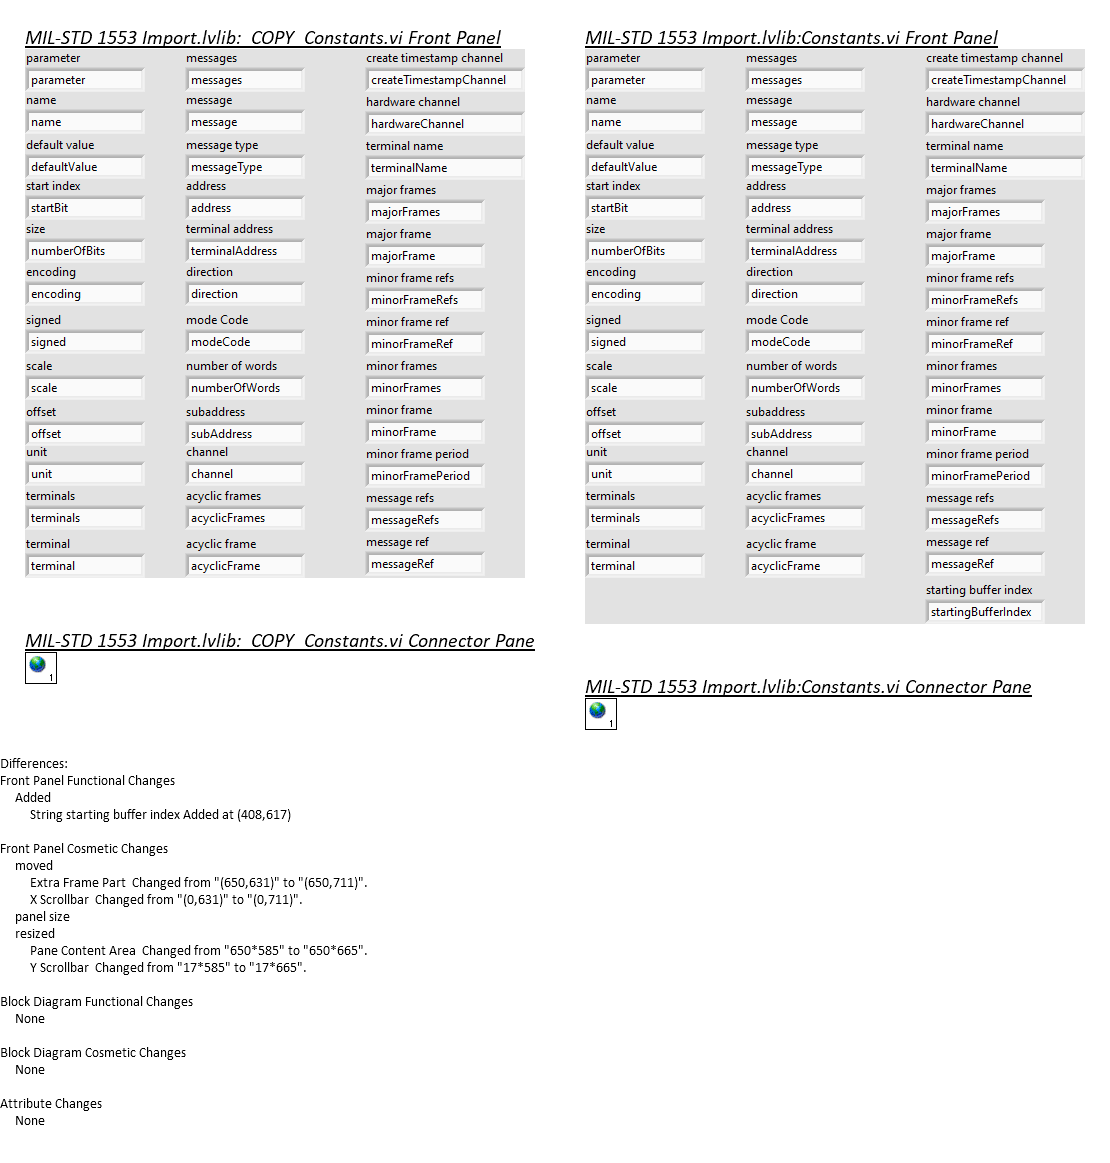 MIL-STD 1553 Import.lvlib:_COPY_Constants.vi Front Panel
parameter
parameter
name
name
default value
defaultValue
start index
startBit
size
numberOfBits
encoding
encoding
signed
signed
scale
scale
offset
offset
unit
unit
terminals
terminals
terminal
terminal
messages
messages
message
message
message type
messageType
address
address
terminal address
terminalAddress
direction
direction
mode Code
modeCode
number of words
numberOfWords
subaddress
subAddress
channel
channel
acyclic frames
acyclicFrames
acyclic frame
acyclicFrame
create timestamp channel
createTimestampChannel
hardware channel
hardwareChannel
terminal name
terminalName
major frames
majorFrames
major frame
majorFrame
minor frame refs
minorFrameRefs
minor frame ref
minorFrameRef
minor frames
minorFrames
minor frame
minorFrame
minor frame period
minorFramePeriod
message refs
messageRefs
message ref
messageRef
MIL-STD 1553 Import.lvlib:_COPY_Constants.vi Connector Pane
1
MIL-STD 1553 Import.lvlib:Constants.vi Front Panel
parameter
parameter
name
name
default value
defaultValue
start index
startBit
size
numberOfBits
encoding
encoding
signed
signed
scale
scale
offset
offset
unit
unit
terminals
terminals
terminal
terminal
messages
messages
message
message
message type
messageType
address
address
terminal address
terminalAddress
direction
direction
mode Code
modeCode
number of words
numberOfWords
subaddress
subAddress
channel
channel
acyclic frames
acyclicFrames
acyclic frame
acyclicFrame
create timestamp channel
createTimestampChannel
hardware channel
hardwareChannel
terminal name
terminalName
major frames
majorFrames
major frame
majorFrame
minor frame refs
minorFrameRefs
minor frame ref
minorFrameRef
minor frames
minorFrames
minor frame
minorFrame
minor frame period
minorFramePeriod
message refs
messageRefs
message ref
messageRef
starting buffer index
startingBufferIndex
MIL-STD 1553 Import.lvlib:Constants.vi Connector Pane
1
Differences:
Front Panel Functional Changes
Added
String starting buffer index Added at (408,617)
Front Panel Cosmetic Changes
moved
Extra Frame Part  Changed from "(650,631)" to "(650,711)".
X Scrollbar  Changed from "(0,631)" to "(0,711)".
panel size
resized
Pane Content Area  Changed from "650*585" to "650*665".
Y Scrollbar  Changed from "17*585" to "17*665".
Block Diagram Functional Changes
None
Block Diagram Cosmetic Changes
None
Attribute Changes
None